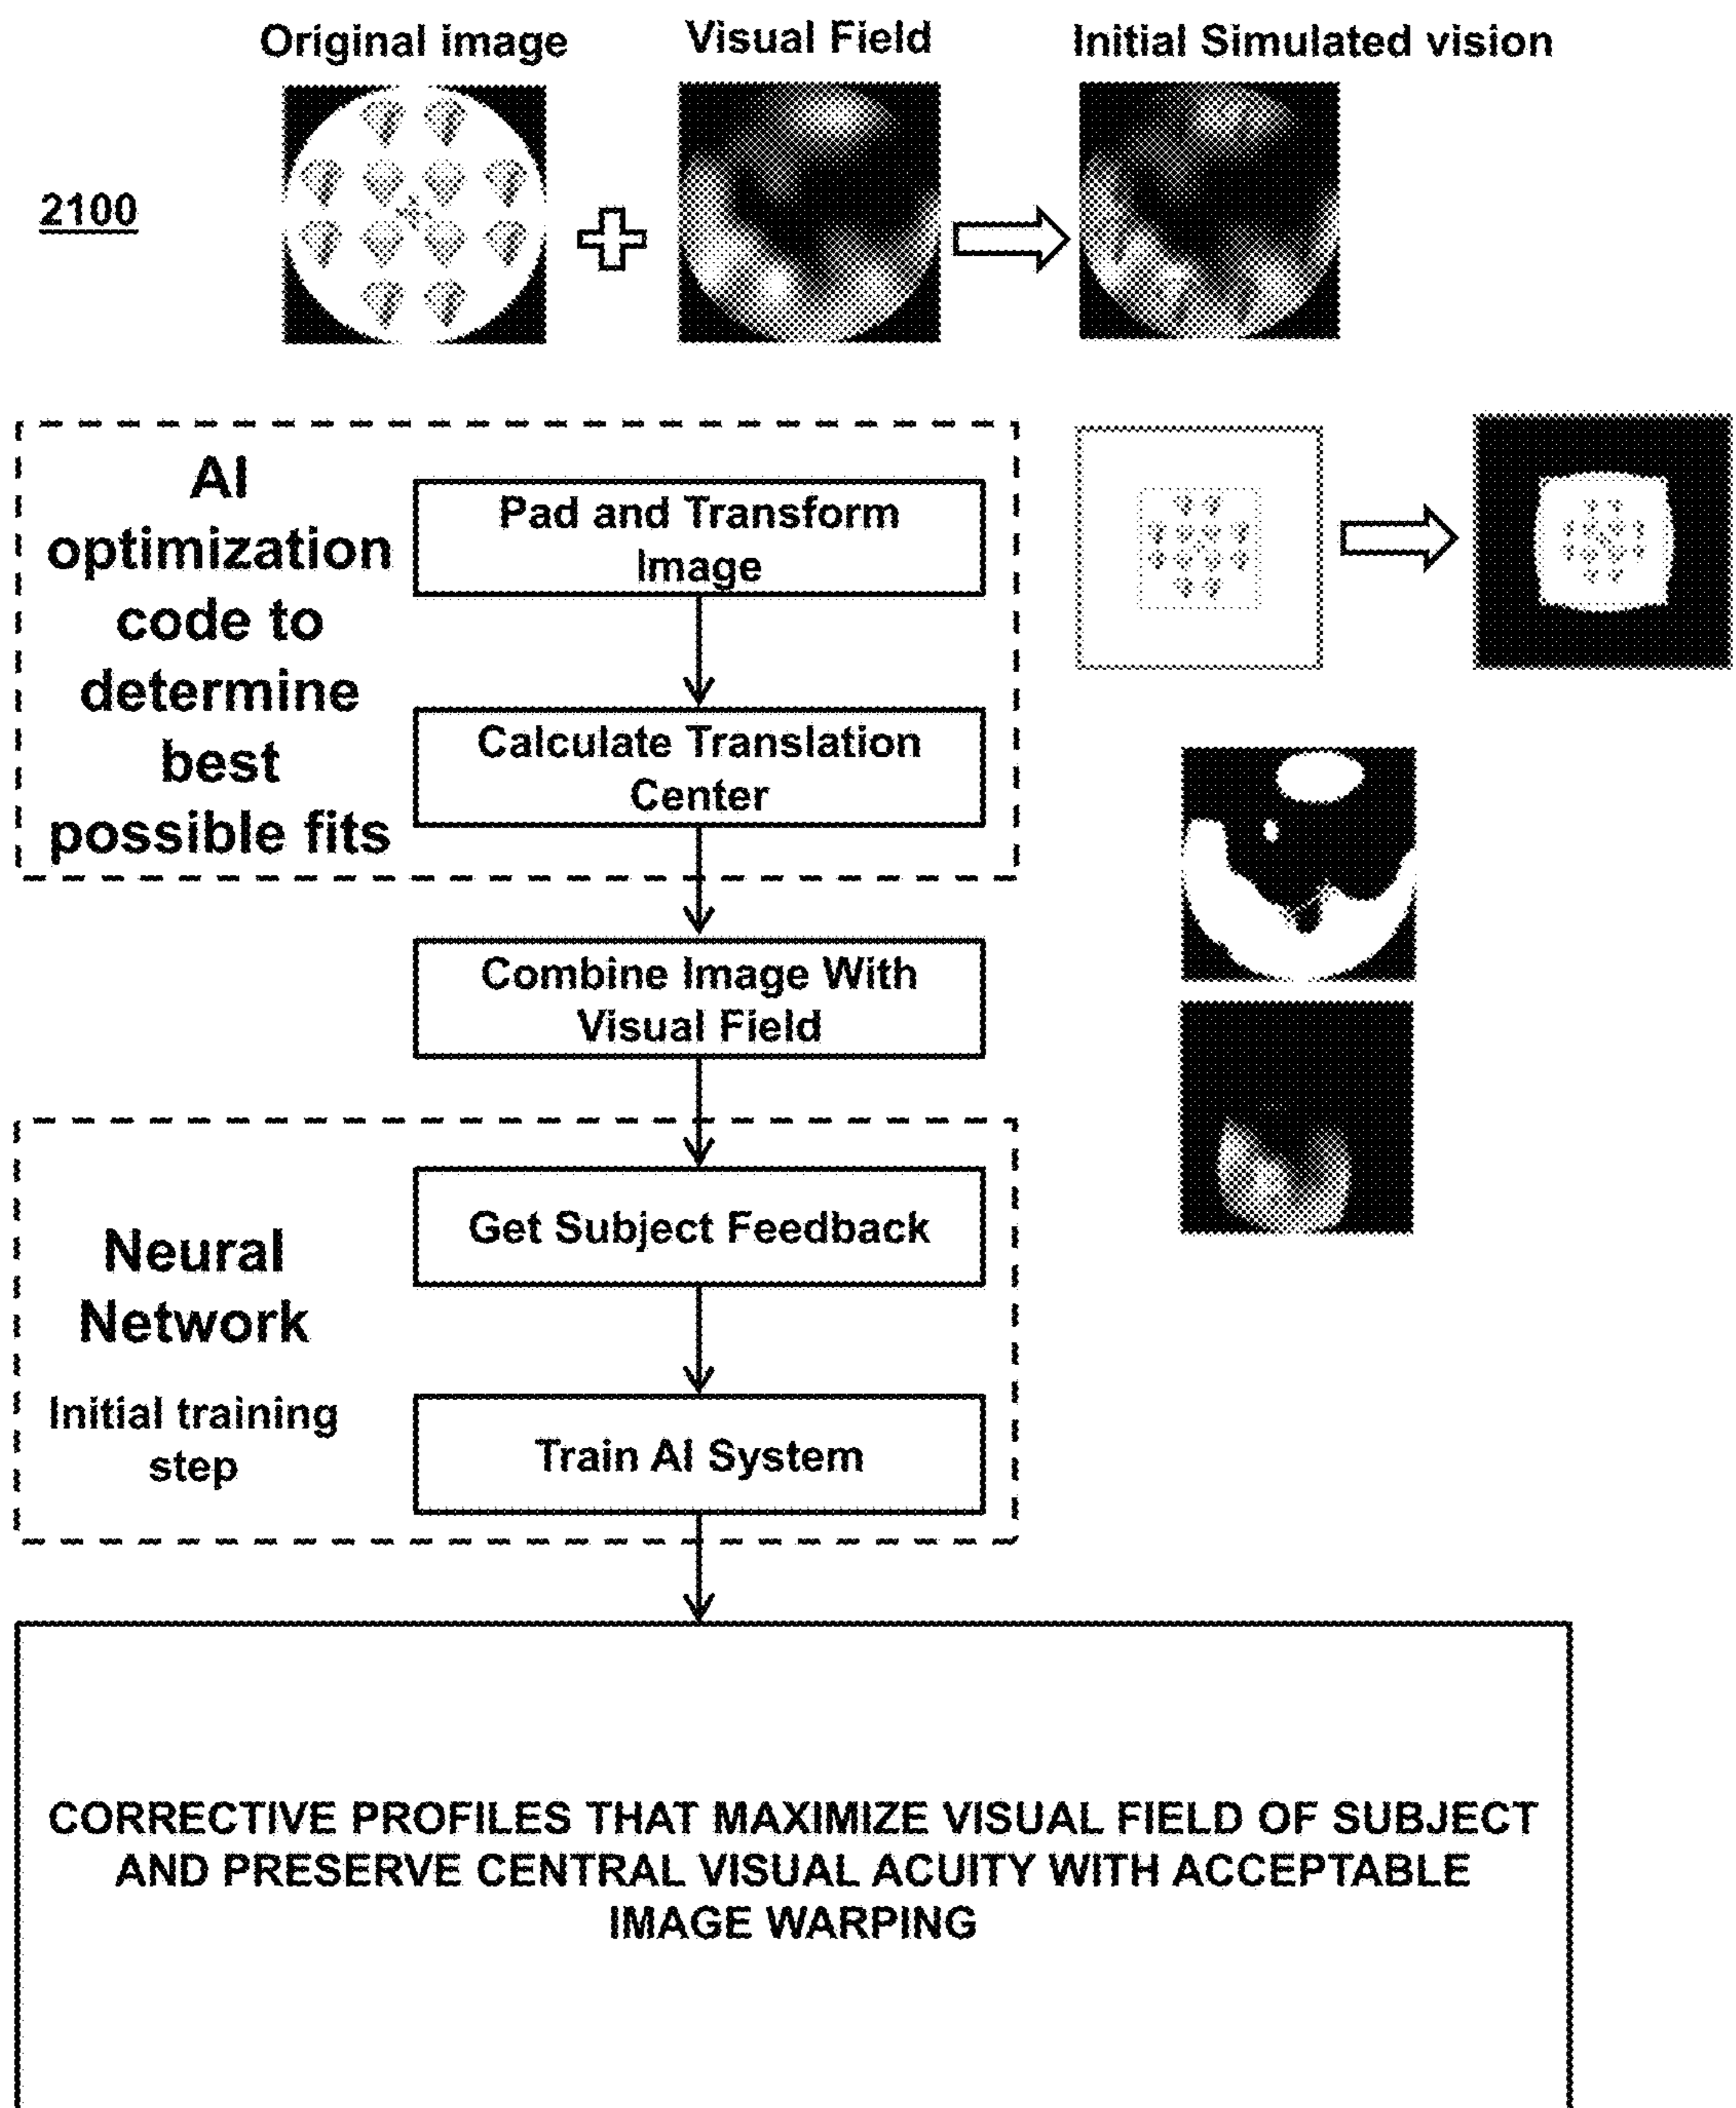 Original image
Visual Field
Initial Simulated vision
2100
AI
optimization
code to
determine
best
possible fits
Pad and Transform
Image
Calculate Translation
Center
Combine Image With
Visual Field
Neural
Network
Initial training
step
Get Subject Feedback
Train AI System
CORRECTIVE PROFILES THAT MAXIMIZE VISUAL FIELD OF SUBJECT
AND PRESERVE CENTRAL VISUAL ACUITY WITH ACCEPTABLE
IMAGE WARPING